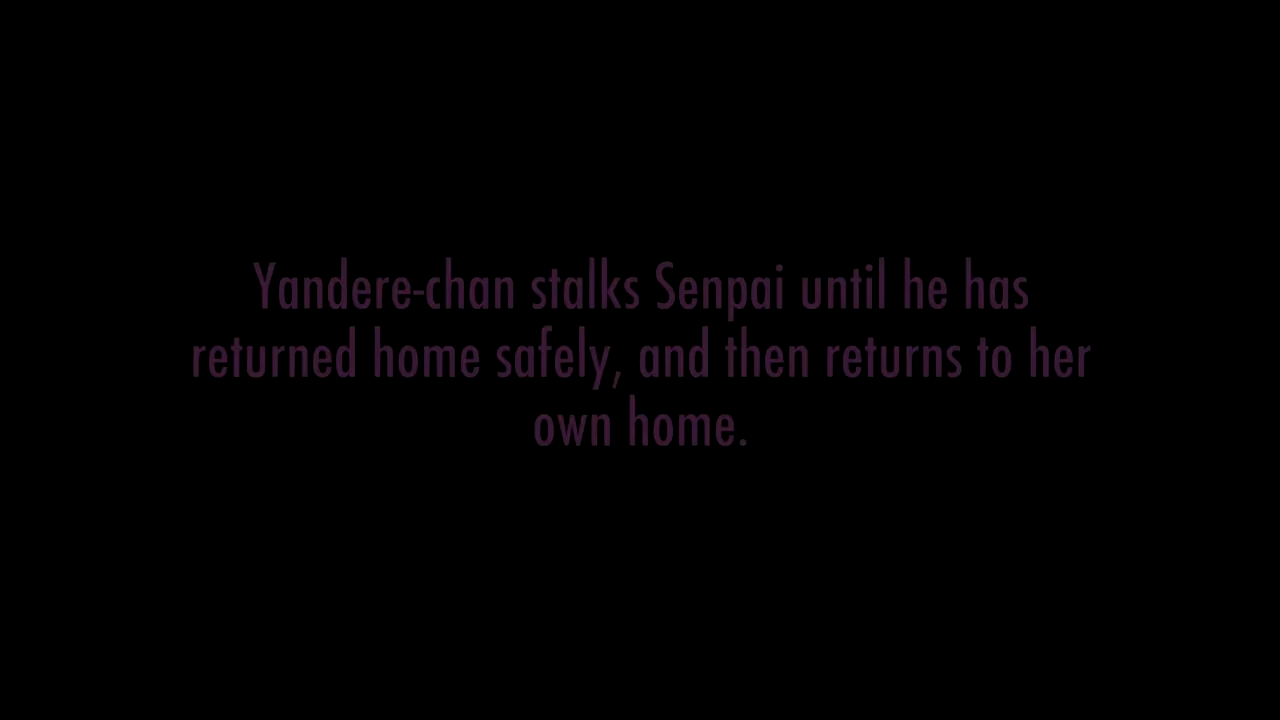 Yandere-chan stalks Senpai until he has
returned home safely, and then returns to her
own home.